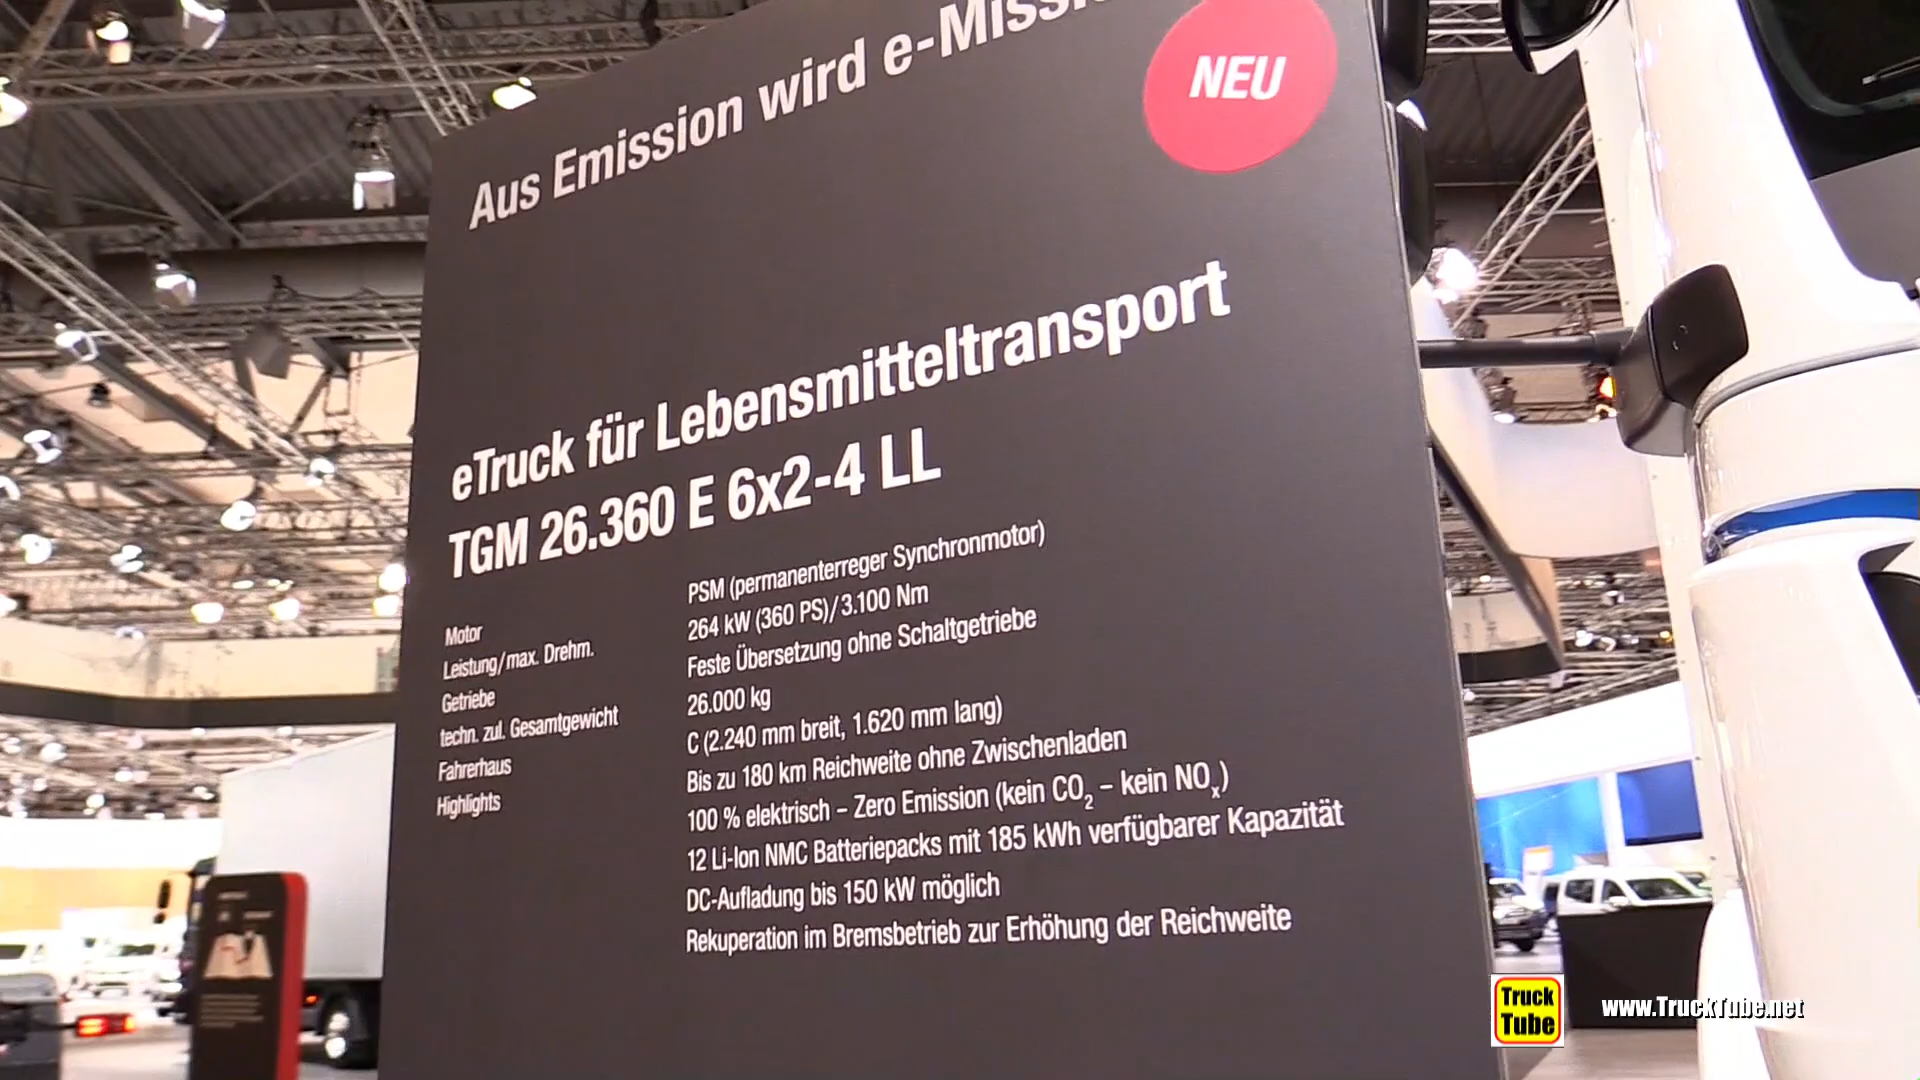 Aus Emission wird e-Missi
NEU
eTruck für Lebensmitteltransport
TGM 26.360 E 6x2-4 LL
Motor PSM (permanenterreger Synchronmotor)
Leistung/max. Drehm. 264 kW (360 PS)/3.100 Nm
Getriebe Feste Übersetzung ohne Schaltgetriebe
techn. zul. Gesamtgewicht 26.000 kg
Fahrerhaus C (2.240 mm breit, 1.620 mm lang)
Highlights Bis zu 180 km Reichweite ohne Zwischenladen
100 % elektrisch – Zero Emission (kein CO₂ – kein NOₓ)
12 Li-Ion NMC Batteriepacks mit 185 kWh verfügbarer Kapazität
DC-Aufladung bis 150 kW möglich
Rekuperation im Bremsbetrieb zur Erhöhung der Reichweite
Truck
Tube
www.TruckTube.net